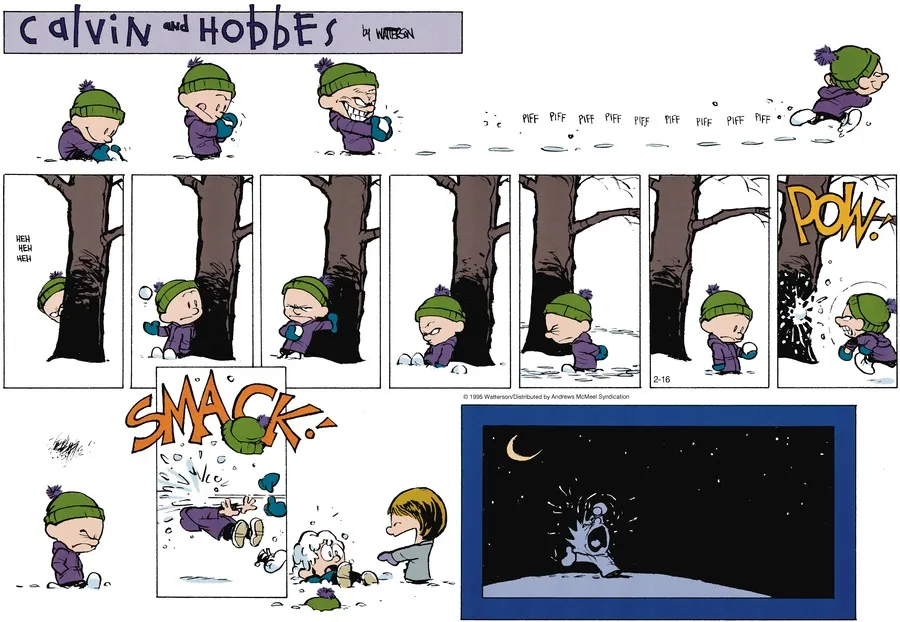 Calvin and HObbEs by WATTERSON
PIFF PIFF PIFF PIFF PIFF PIFF PIFF PIFF PIFF
HEH
HEH
HEH
POW!
2-16
© 1995 Watterson/Distributed by Andrews McMeel Syndication
SMACK!